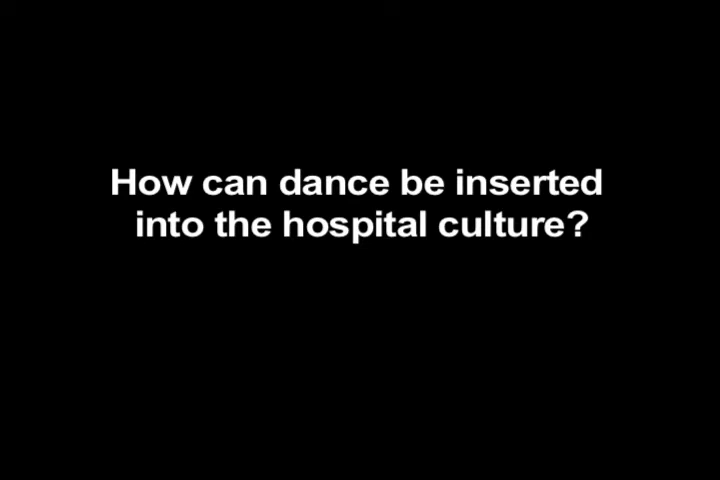 How can dance be inserted
into the hospital culture?